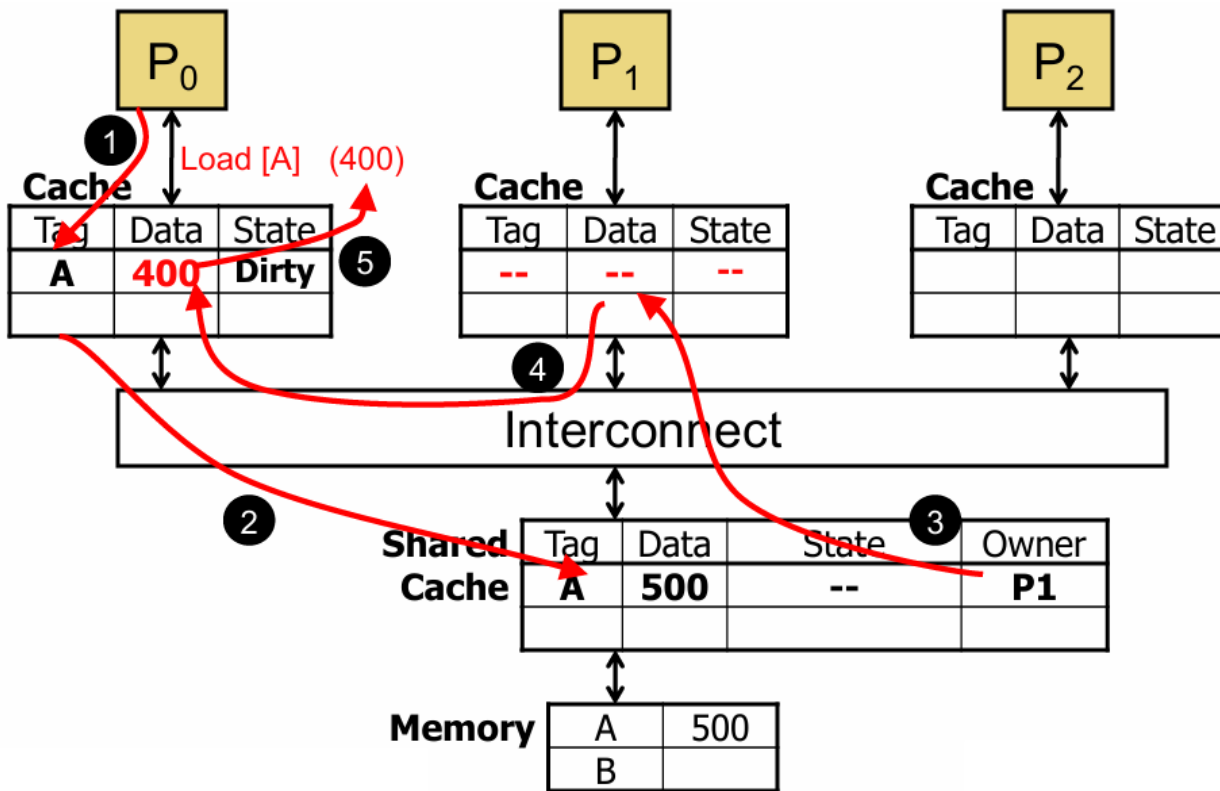 P0 P1 P2
1
Load [A] (400)
Cache Cache Cache
Tag Data State Tag Data State Tag Data State
A 400 Dirty 5 -- -- --
4
Interconnect
2 3
Shared Tag Data State Owner
Cache A 500 -- P1
Memory A 500
B